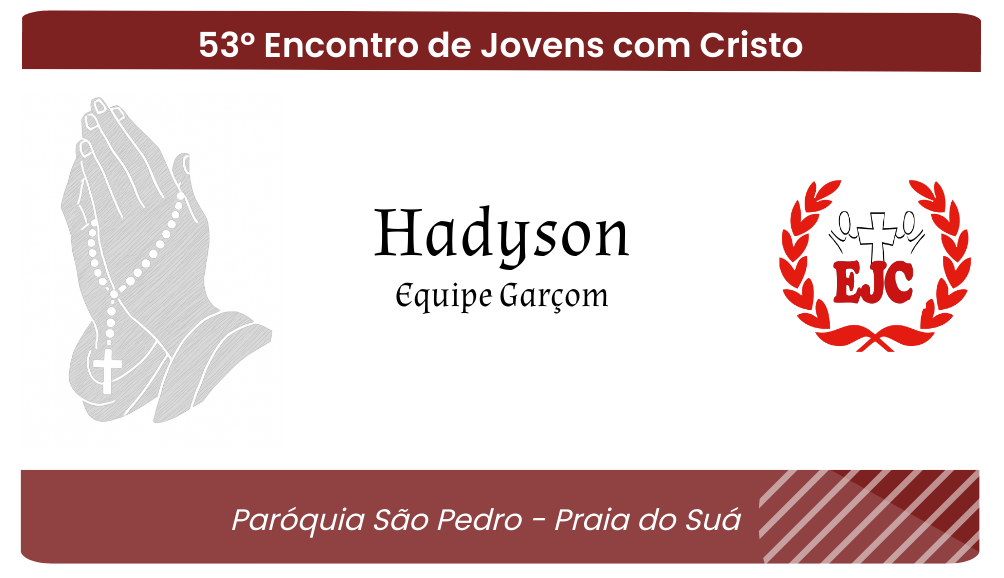 53º Encontro de Jovens com Cristo
Hadyson
Equipe Garçom
EJC
Paróquia São Pedro - Praia do Suá